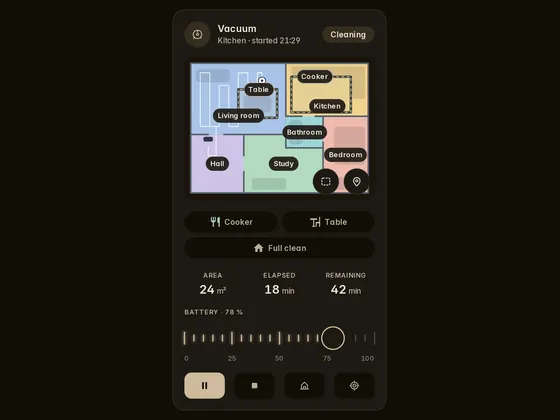 Vacuum
Kitchen · started 21:29
Cleaning
Cooker
Table
Kitchen
Living room
Bathroom
Bedroom
Hall
Study
Cooker
Table
Full clean
AREA
ELAPSED
REMAINING
24 m²
18 min
42 min
BATTERY · 78 %
0
25
50
75
100